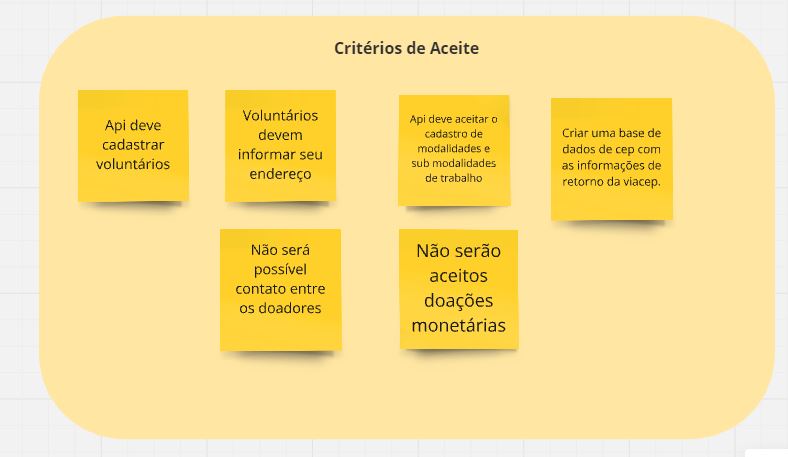 Critérios de Aceite
Api deve
cadastrar
voluntários
Voluntários
devem
informar seu
endereço
Api deve aceitar o
cadastro de
modalidades e
sub modalidades
de trabalho
Criar uma base de
dados de cep com
as informações de
retorno da viacep.
Não será
possível
contato entre
os doadores
Não serão
aceitos
doações
monetárias